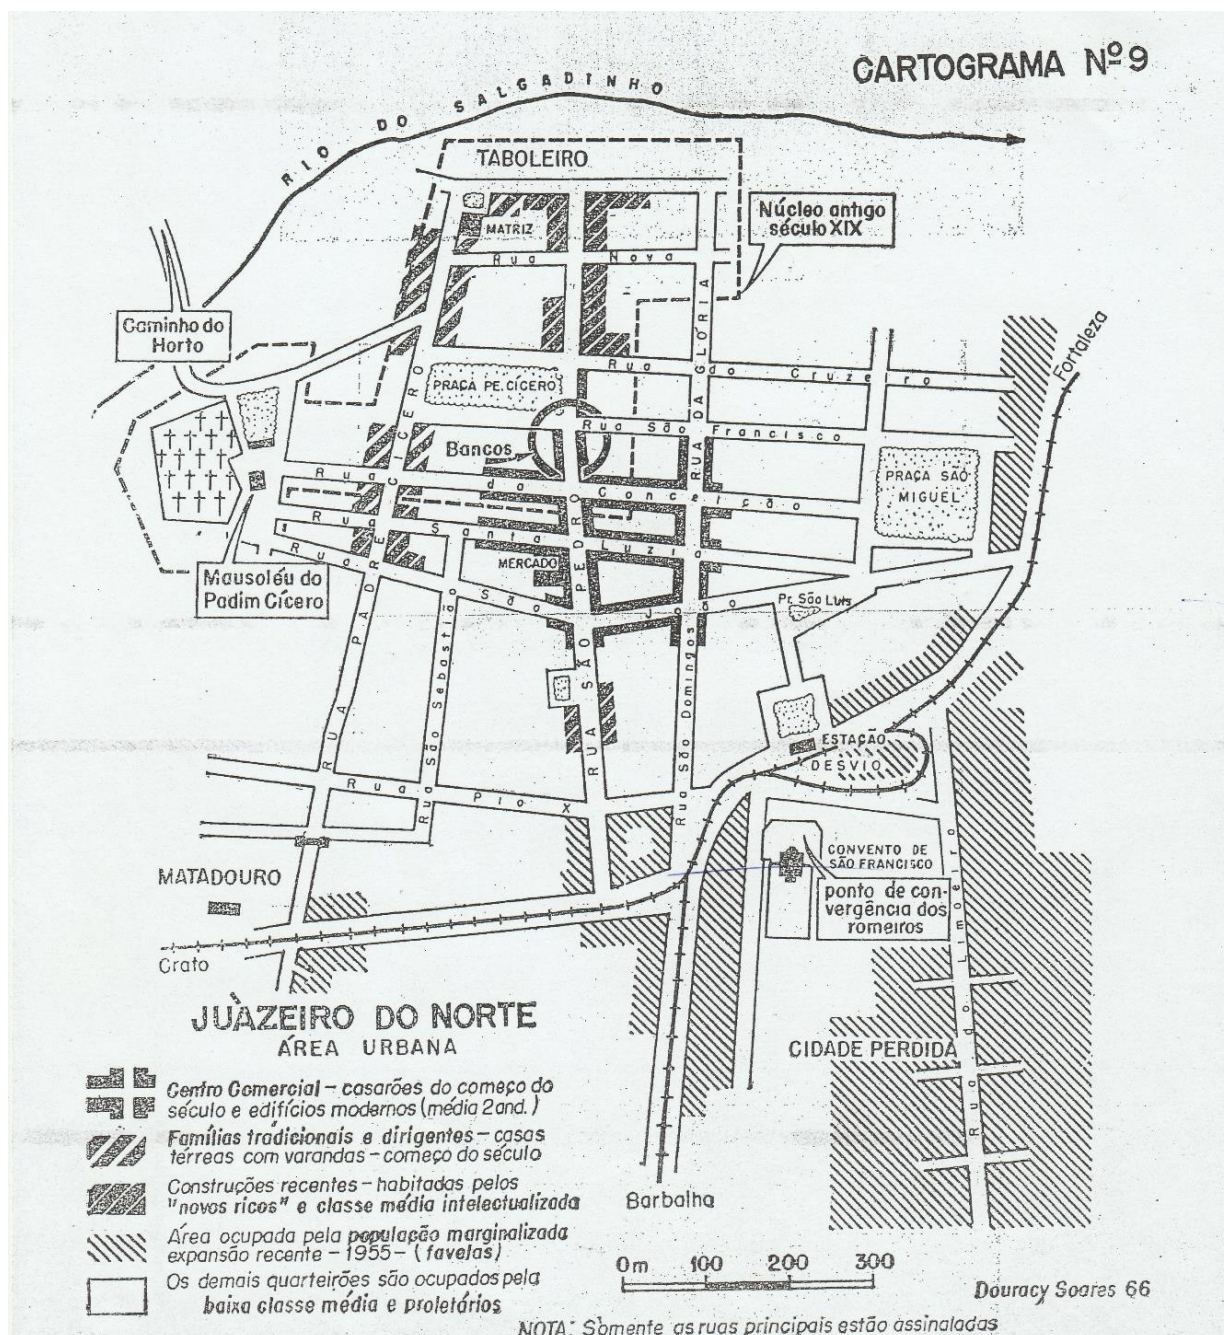 CARTOGRAMA Nº 9
RIO DO SALGADINHO
TABOLEIRO
Núcleo antigo
século XIX
MATRIZ
Rua Nova
Caminho do
Horto
RUA DA GLÓRIA
Fortaleza
Rua do Cruzeiro
PRAÇA PE. CÍCERO
Rua São Francisco
Bancos
PRAÇA SÃO
MIGUEL
Rua da Conceição
Rua Santa Luzia
MERCADO
Rua São João
Mausoléu do
Padim Cícero
Pr. São Luis
RUA PADRE CICERO
Rua São Sebastião
RUA SÃO PEDRO
Rua São Domingos
ESTAÇÃO
DESVIO
Rua Pio X
CONVENTO DE
SÃO FRANCISCO
ponto de con-
vergência dos
romeiros
MATADOURO
Crato
Rua do Limoeiro
CIDADE PERDIDA
Barbalha
JUAZEIRO DO NORTE
ÁREA URBANA
Centro Comercial – casarões do começo do
século e edifícios modernos (média 2 and.)
Famílias tradicionais e dirigentes – casas
térreas com varandas – começo do século
Construções recentes – habitadas pelos
"novos ricos" e classe média intelectualizada
Área ocupada pela população marginalizada
expansão recente – 1955 – (favelas)
Os demais quarteirões são ocupados pela
baixa classe média e proletários
0m 100 200 300
Douracy Soares 66
NOTA: Somente as ruas principais estão assinaladas